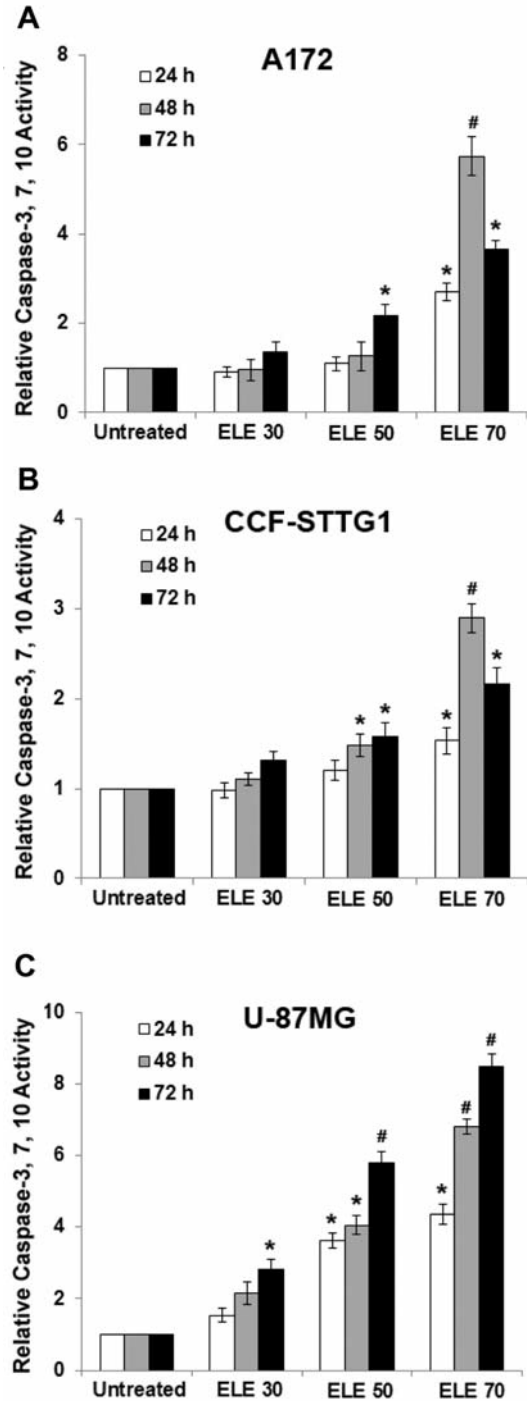 A
A172
Relative Caspase-3, 7, 10 Activity
8
6
4
2
0
24 h
48 h
72 h
*
*
#
*
Untreated ELE 30 ELE 50 ELE 70
B
CCF-STTG1
Relative Caspase-3, 7, 10 Activity
4
3
2
1
0
24 h
48 h
72 h
*
*
*
#
*
Untreated ELE 30 ELE 50 ELE 70
C
U-87MG
Relative Caspase-3, 7, 10 Activity
10
8
6
4
2
0
24 h
48 h
72 h
*
*
*
#
*
#
#
Untreated ELE 30 ELE 50 ELE 70